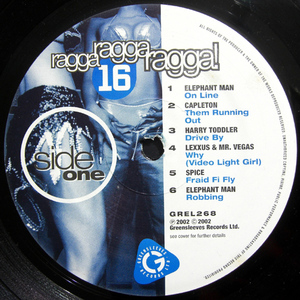 ragga ragga ragga!
16
1 ELEPHANT MAN
On Line
2 CAPLETON
Them Running
Out
3 HARRY TODDLER
Drive By
4 LEXXUS & MR. VEGAS
Why
(Video Light Girl)
5 SPICE
Fraid Fi Fly
6 ELEPHANT MAN
Robbing
side
one
GREL268
℗ 2002 © 2002
Greensleeves Records Ltd.
see cover for further details
GREENSLEEVES
G